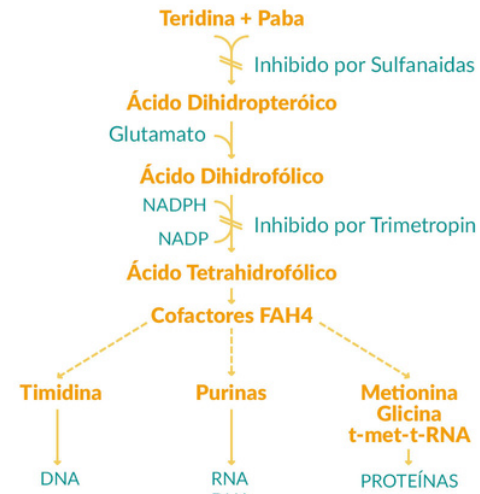 Teridina + Paba
Inhibido por Sulfanaidas
Ácido Dihidropteróico
Glutamato
Ácido Dihidrofólico
NADPH
Inhibido por Trimetropin
NADP
Ácido Tetrahidrofólico
Cofactores FAH4
Timidina
Purinas
Metionina
Glicina
t-met-t-RNA
DNA
RNA
PROTEÍNAS